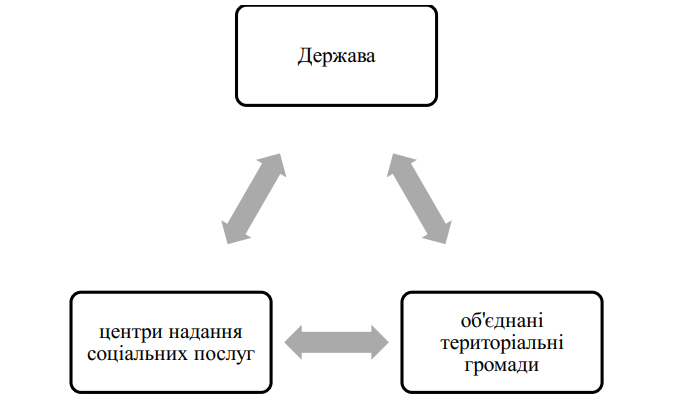 Держава
центри надання
соціальних послуг
об'єднані
територіальні
громади